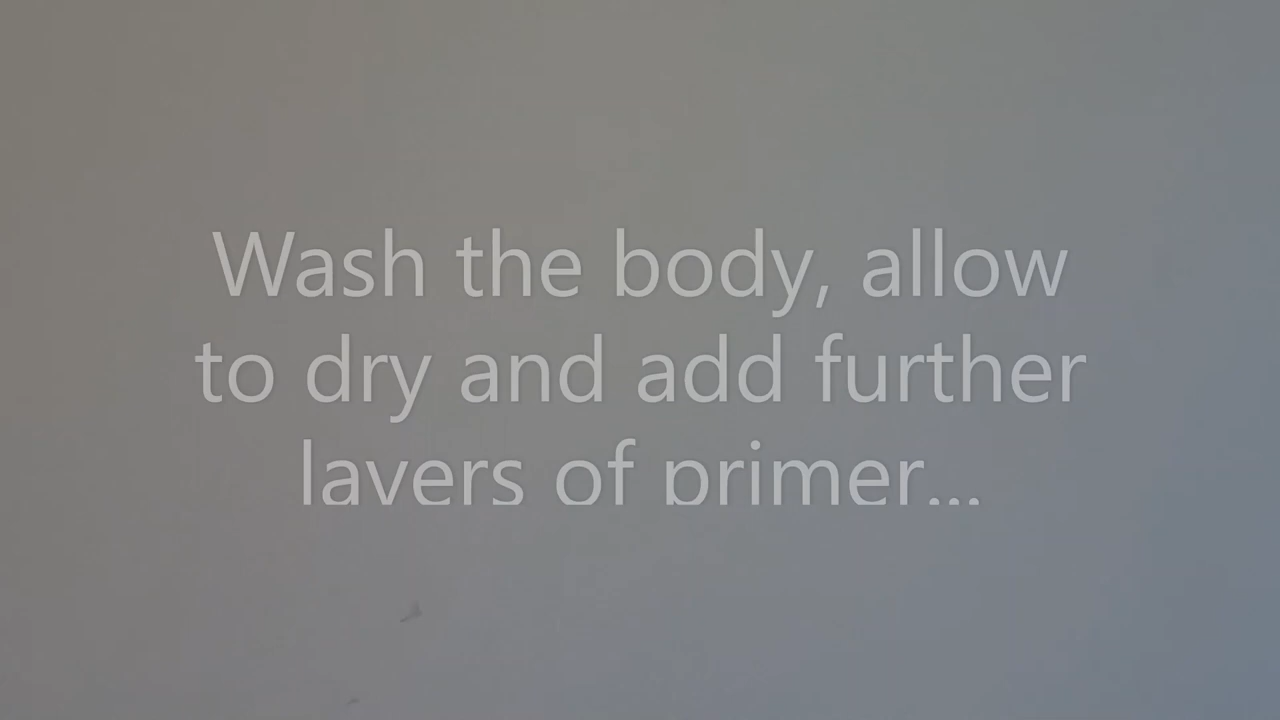 Wash the body, allow
to dry and add further
layers of primer...